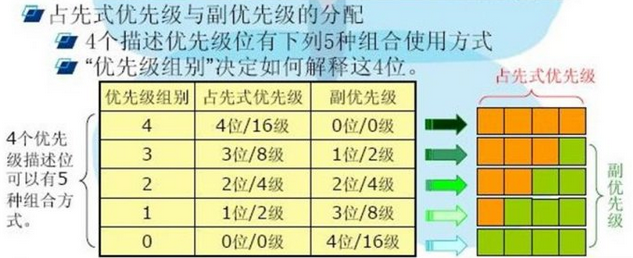 占先式优先级与副优先级的分配
4个描述优先级位有下列5种组合使用方式
“优先级组别”决定如何解释这4位。
占先式优先级
优先级组别 占先式优先级 副优先级
4 4位/16级 0位/0级
3 3位/8级 1位/2级
2 2位/4级 2位/4级
1 1位/2级 3位/8级
0 0位/0级 4位/16级
4个优先
级描述位
可以有5
种组合方
式。
副优先级